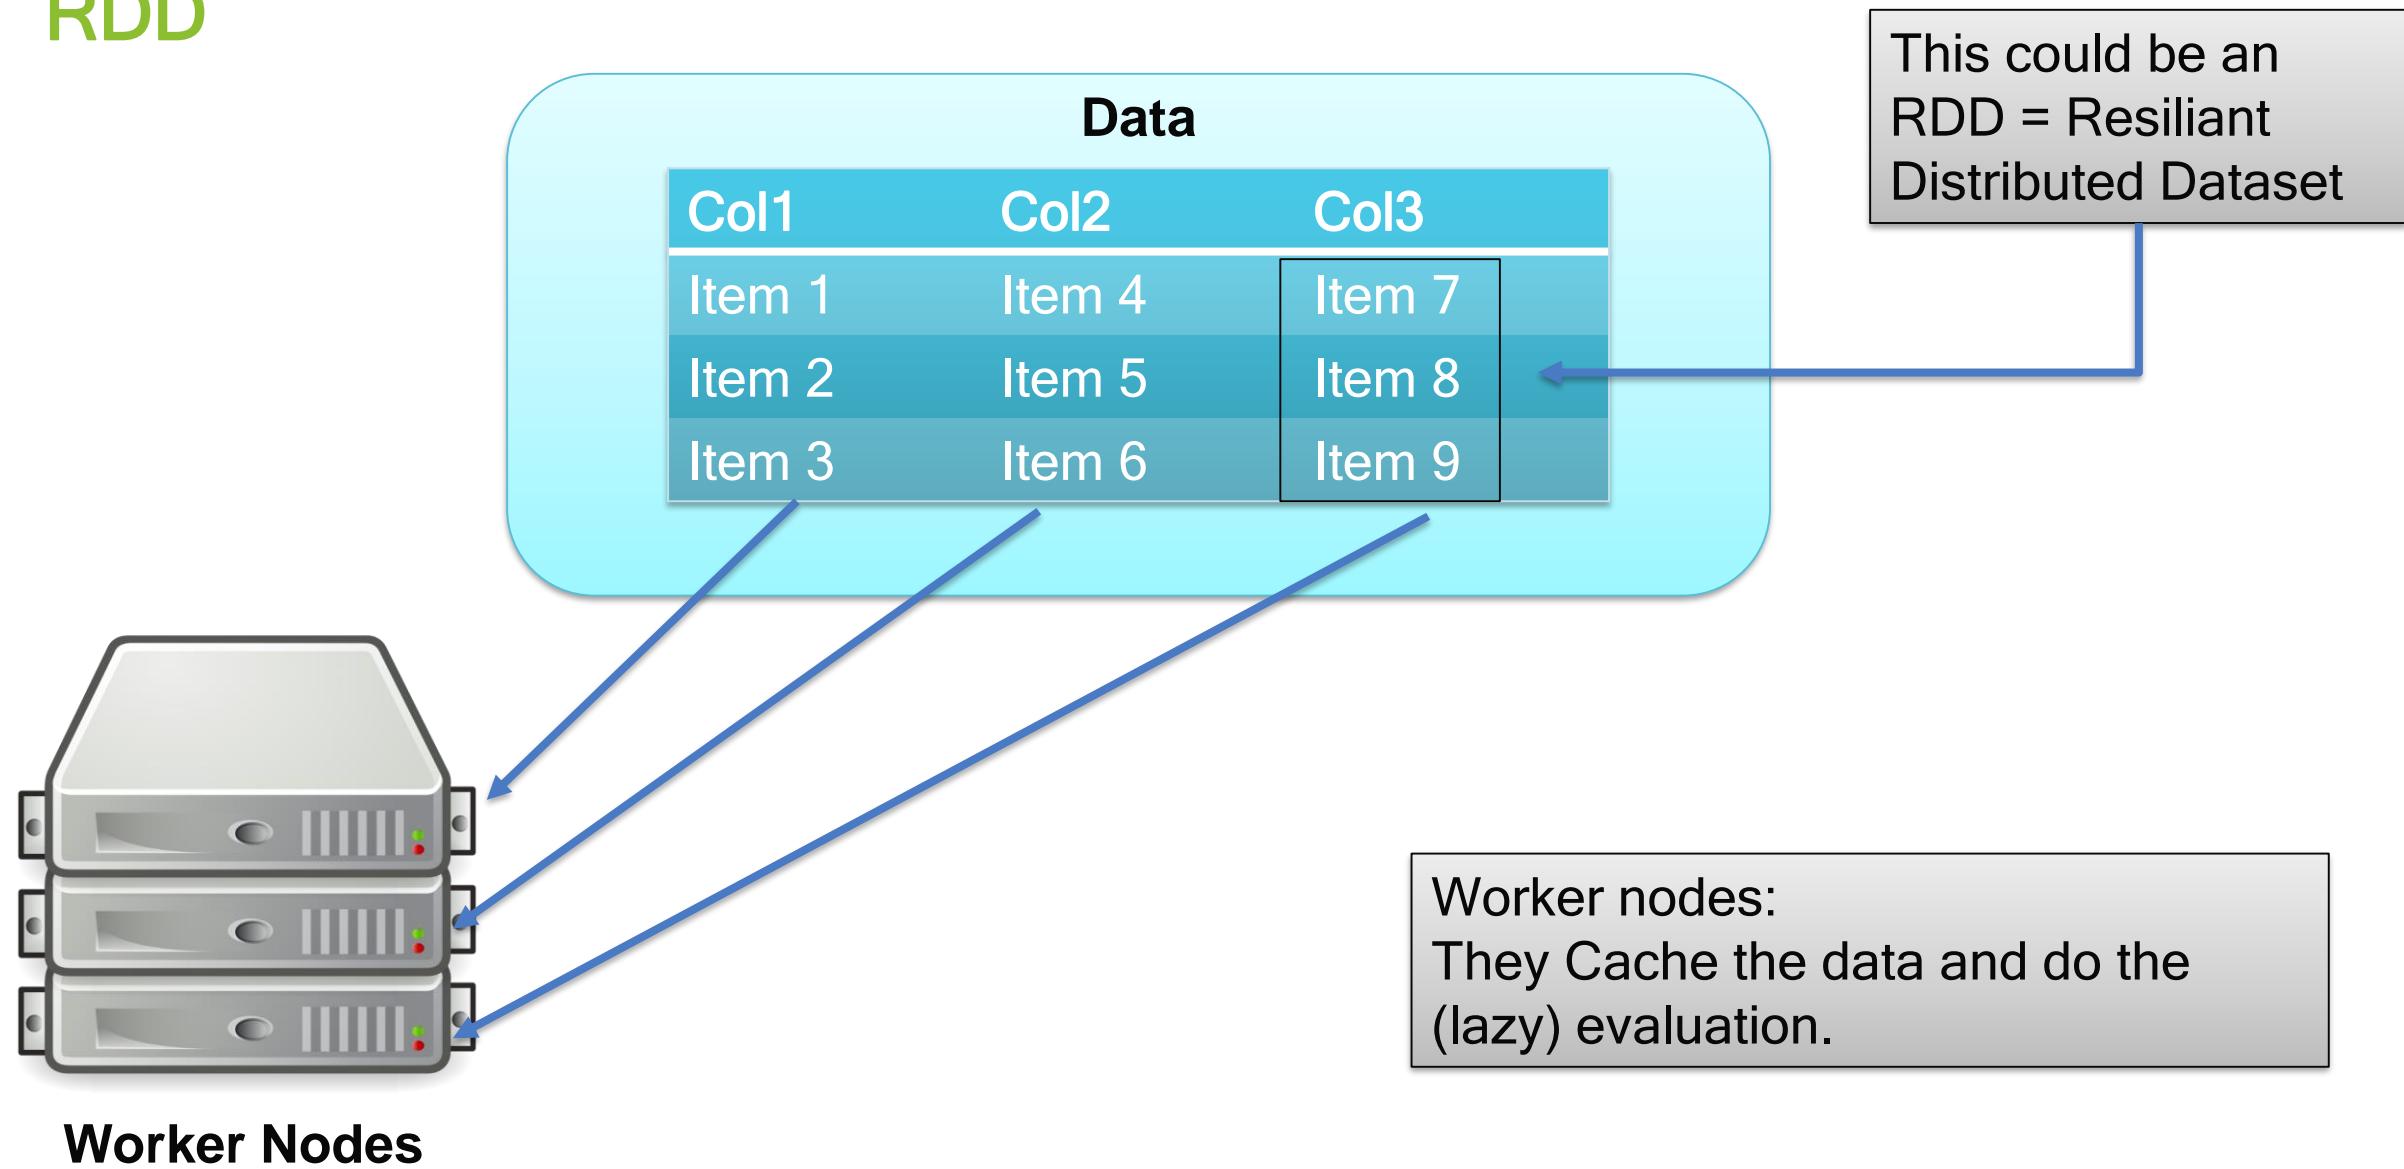 RDD
Data
This could be an
RDD = Resiliant
Distributed Dataset
Col1 Col2 Col3
Item 1 Item 4 Item 7
Item 2 Item 5 Item 8
Item 3 Item 6 Item 9
Worker nodes:
They Cache the data and do the
(lazy) evaluation.
Worker Nodes